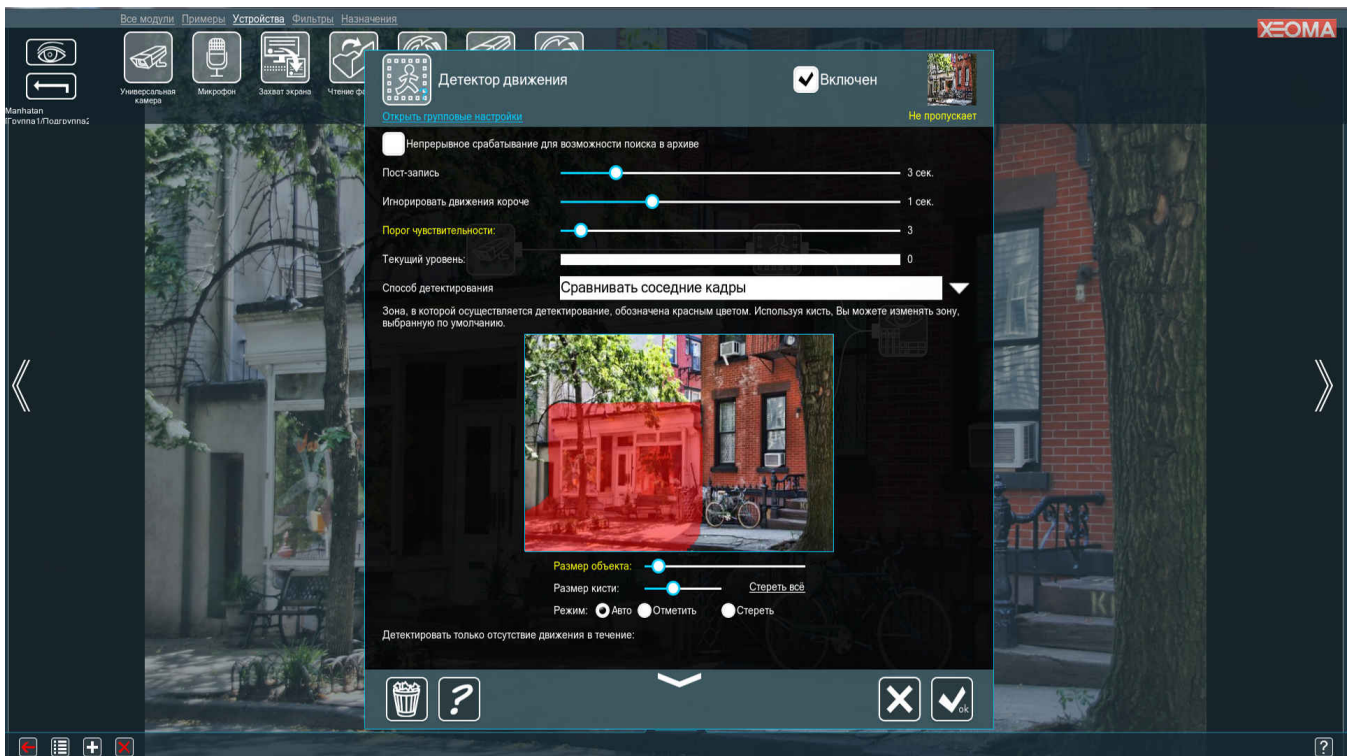 Все модули Примеры Устройства Фильтры Назначения
XEOMA
Универсальная камера
Микрофон
Захват экрана
Чтение
Manhatan
Детектор движения
Включен
Открыть групповые настройки
Не пропускает
Непрерывное срабатывание для возможности поиска в архиве
Пост-запись 3 сек.
Игнорировать движения короче 1 сек.
Порог чувствительности: 3
Текущий уровень: 0
Способ детектирования Сравнивать соседние кадры
Зона, в которой осуществляется детектирование, обозначена красным цветом. Используя кисть, Вы можете изменять зону,
выбранную по умолчанию.
Размер объекта:
Размер кисти: Стереть всё
Режим: Авто Отметить Стереть
Детектировать только отсутствие движения в течение:
?
ok
?